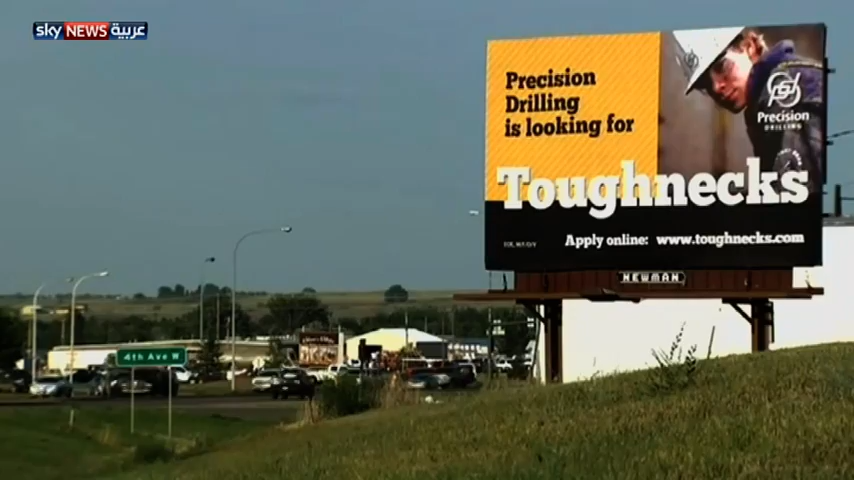 sky NEWS عربية
Precision
Drilling
is looking for
Toughnecks
Precision
DRILLING
Apply online: www.toughnecks.com
NEWMAN
4th Ave W